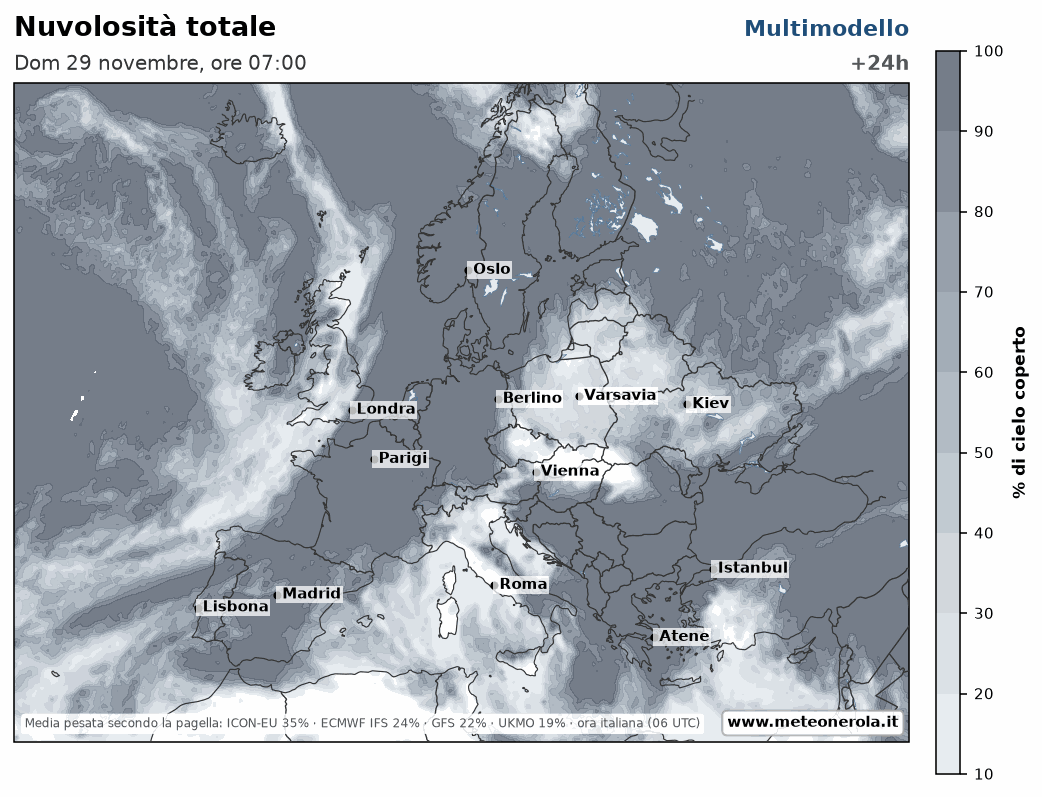 Nuvolosità totale
Multimodello
Dom 29 novembre, ore 07:00
+24h
100
90
80
70
60
50
40
30
20
10
% di cielo coperto
Oslo
Berlino
Varsavia
Kiev
Londra
Parigi
Vienna
Istanbul
Roma
Madrid
Lisbona
Atene
Media pesata secondo la pagella: ICON-EU 35% · ECMWF IFS 24% · GFS 22% · UKMO 19% · ora italiana (06 UTC)
www.meteonerola.it